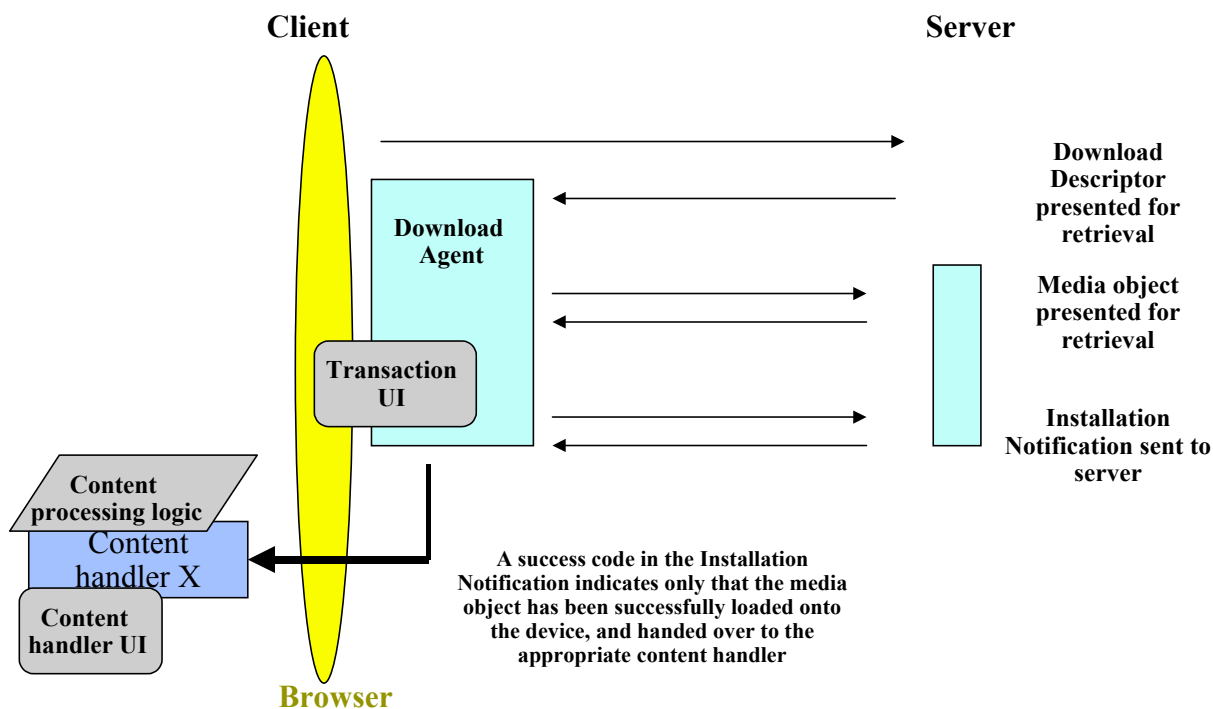 Client
Server
Download
Descriptor
presented for
retrieval
Download
Agent
Media object
presented for
retrieval
Transaction
UI
Installation
Notification sent to
server
Content
processing logic
Content
handler X
Content
handler UI
A success code in the Installation
Notification indicates only that the media
object has been successfully loaded onto
the device, and handed over to the
appropriate content handler
Browser